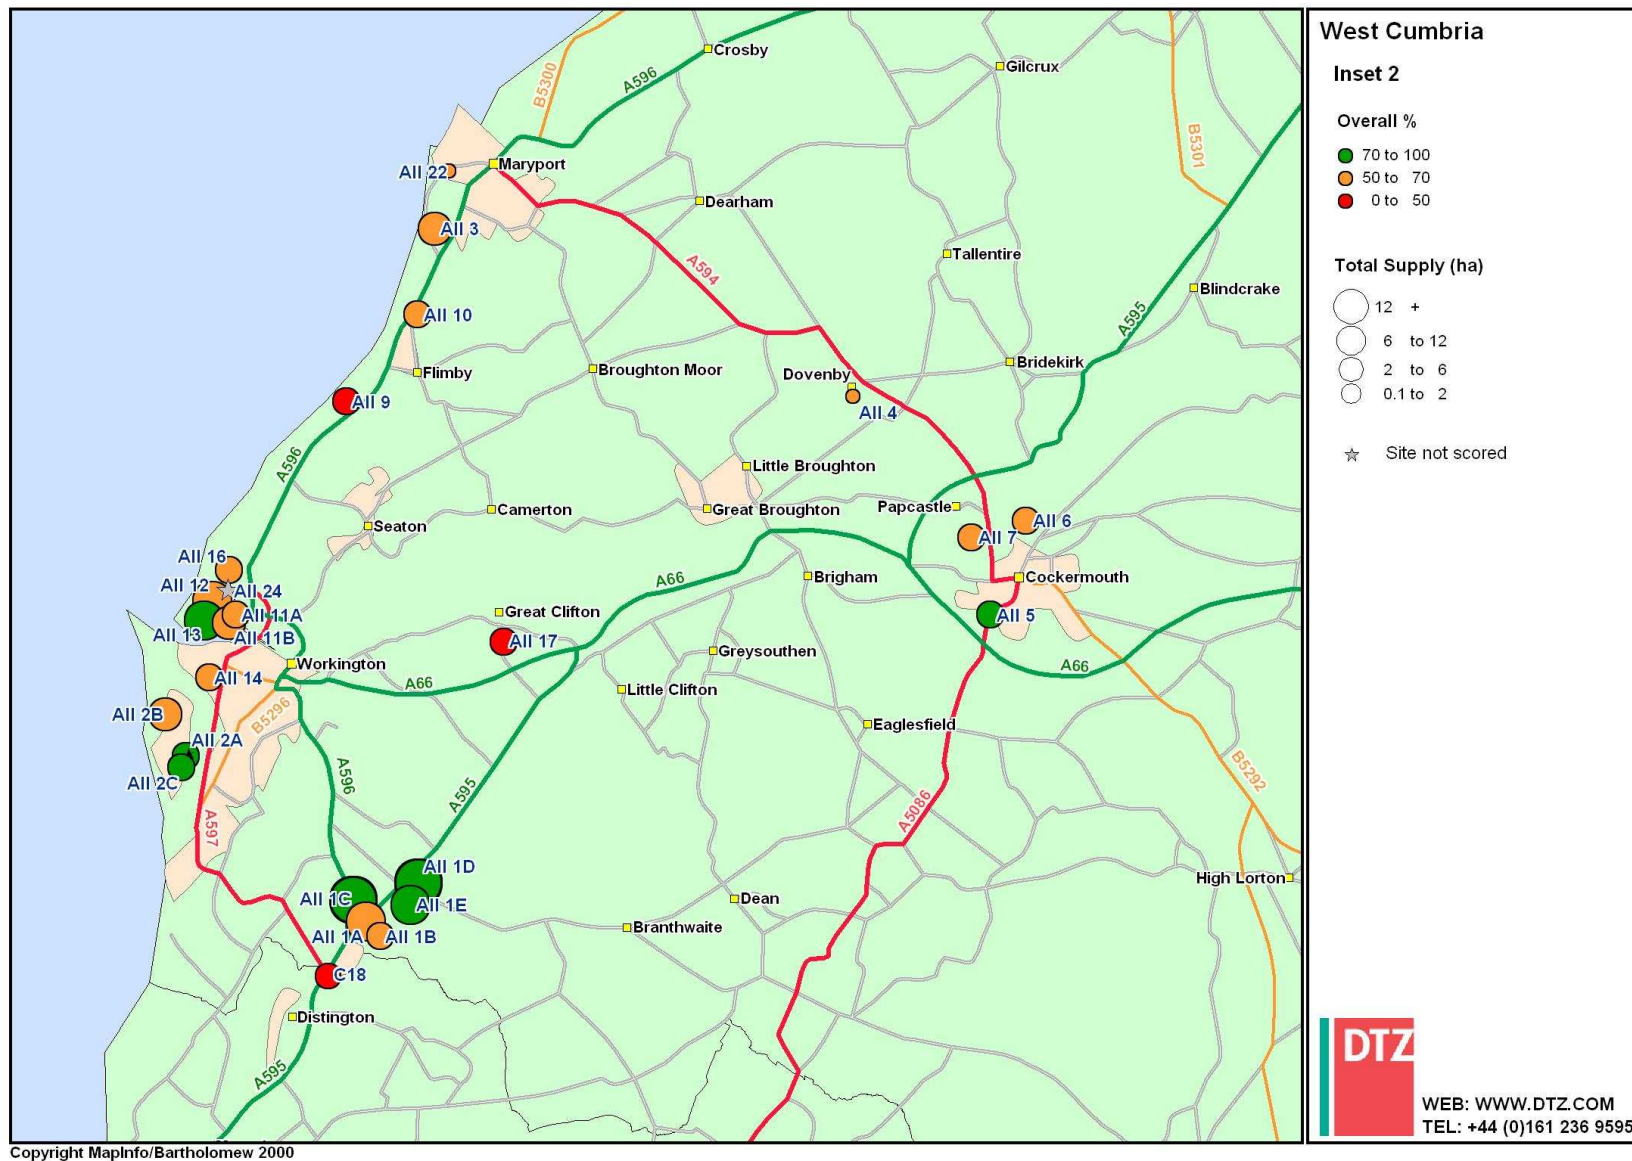 West Cumbria
Inset 2
Overall %
70 to 100
50 to 70
0 to 50
Total Supply (ha)
12 +
6 to 12
2 to 6
0.1 to 2
Site not scored
Crosby
Gilcrux
A596
B5300
B5301
Maryport
All 22
Dearham
All 3
Tallentire
A594
Blindcrake
All 10
A595
Bridekirk
Broughton Moor
Flimby
Dovenby
All 9
All 4
A596
Little Broughton
Camerton
Great Broughton
Papcastle
Seaton
All 6
All 7
All 16
A66
Brigham
Cockermouth
All 12
All 24
Great Clifton
All 11A
All 5
All 13
All 11B
All 17
Greysouthen
Workington
A66
All 14
A66
Little Clifton
All 2B
B5296
Eaglesfield
All 2A
A596
B5292
All 2C
A595
A5086
A597
All 1D
High Lorton
All 1C
Dean
All 1E
All 1A
All 1B
Branthwaite
C18
Distington
A595
DTZ
WEB: WWW.DTZ.COM
TEL: +44 (0)161 236 9595
Copyright MapInfo/Bartholomew 2000